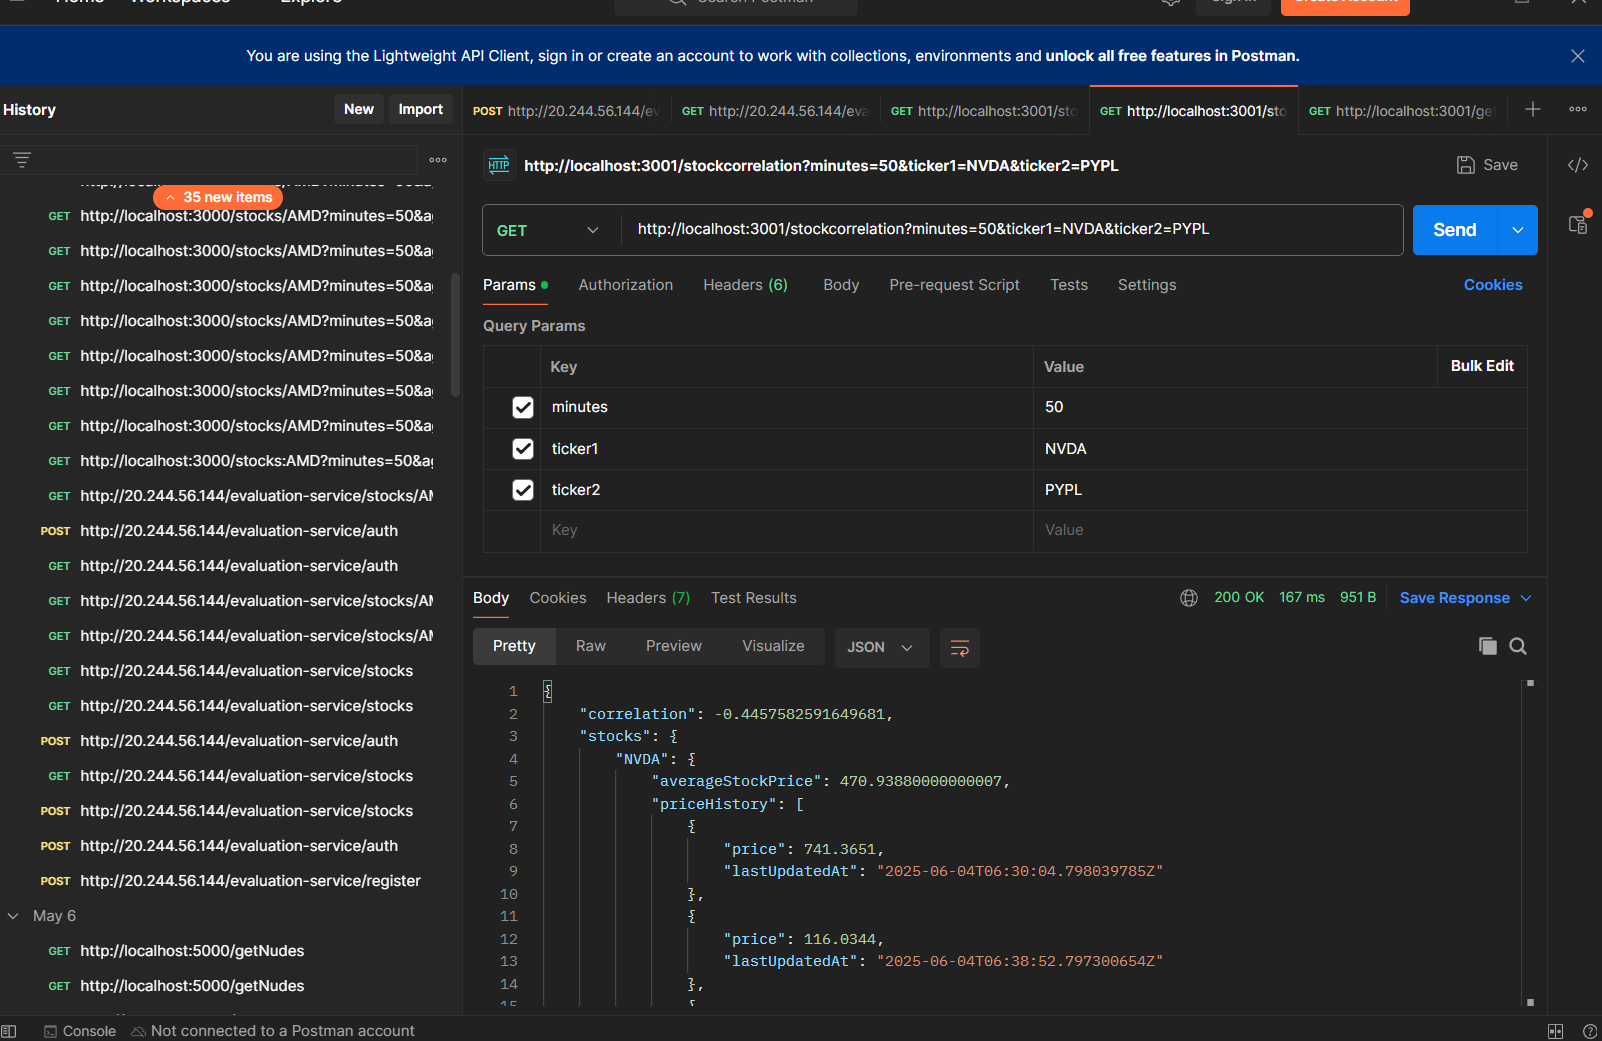 Home Workspaces Explore Search Postman Sign In Create Account
You are using the Lightweight API Client, sign in or create an account to work with collections, environments and unlock all free features in Postman.
History New Import
POST http://20.244.56.144/ev
GET http://20.244.56.144/eva
GET http://localhost:3001/sto
GET http://localhost:3001/sto
GET http://localhost:3001/get
35 new items
GET http://localhost:3000/stocks/AMD?minutes=50&ag
GET http://localhost:3000/stocks/AMD?minutes=50&ag
GET http://localhost:3000/stocks/AMD?minutes=50&ag
GET http://localhost:3000/stocks/AMD?minutes=50&ag
GET http://localhost:3000/stocks/AMD?minutes=50&ag
GET http://localhost:3000/stocks/AMD?minutes=50&ag
GET http://localhost:3000/stocks/AMD?minutes=50&ag
GET http://localhost:3000/stocks:AMD?minutes=50&ag
GET http://20.244.56.144/evaluation-service/stocks/AM
POST http://20.244.56.144/evaluation-service/auth
GET http://20.244.56.144/evaluation-service/auth
GET http://20.244.56.144/evaluation-service/stocks/AM
GET http://20.244.56.144/evaluation-service/stocks/AM
GET http://20.244.56.144/evaluation-service/stocks
GET http://20.244.56.144/evaluation-service/stocks
POST http://20.244.56.144/evaluation-service/auth
GET http://20.244.56.144/evaluation-service/stocks
POST http://20.244.56.144/evaluation-service/stocks
POST http://20.244.56.144/evaluation-service/auth
POST http://20.244.56.144/evaluation-service/register
May 6
GET http://localhost:5000/getNudes
GET http://localhost:5000/getNudes
HTTP http://localhost:3001/stockcorrelation?minutes=50&ticker1=NVDA&ticker2=PYPL Save
GET http://localhost:3001/stockcorrelation?minutes=50&ticker1=NVDA&ticker2=PYPL Send
Params Authorization Headers (6) Body Pre-request Script Tests Settings Cookies
Query Params
Key Value Bulk Edit
minutes 50
ticker1 NVDA
ticker2 PYPL
Key Value
Body Cookies Headers (7) Test Results 200 OK 167 ms 951 B Save Response
Pretty Raw Preview Visualize JSON
1 {
2 "correlation": -0.4457582591649681,
3 "stocks": {
4 "NVDA": {
5 "averageStockPrice": 470.93880000000007,
6 "priceHistory": [
7 {
8 "price": 741.3651,
9 "lastUpdatedAt": "2025-06-04T06:30:04.798039785Z"
10 },
11 {
12 "price": 116.0344,
13 "lastUpdatedAt": "2025-06-04T06:38:52.797300654Z"
14 },
15 {
Console Not connected to a Postman account